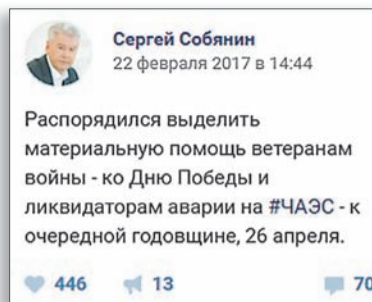 Сергей Собянин
22 февраля 2017 в 14:44
Распорядился выделить
материальную помощь ветеранам
войны - ко Дню Победы и
ликвидаторам аварии на #ЧАЭС - к
очередной годовщине, 26 апреля.
446 13 70